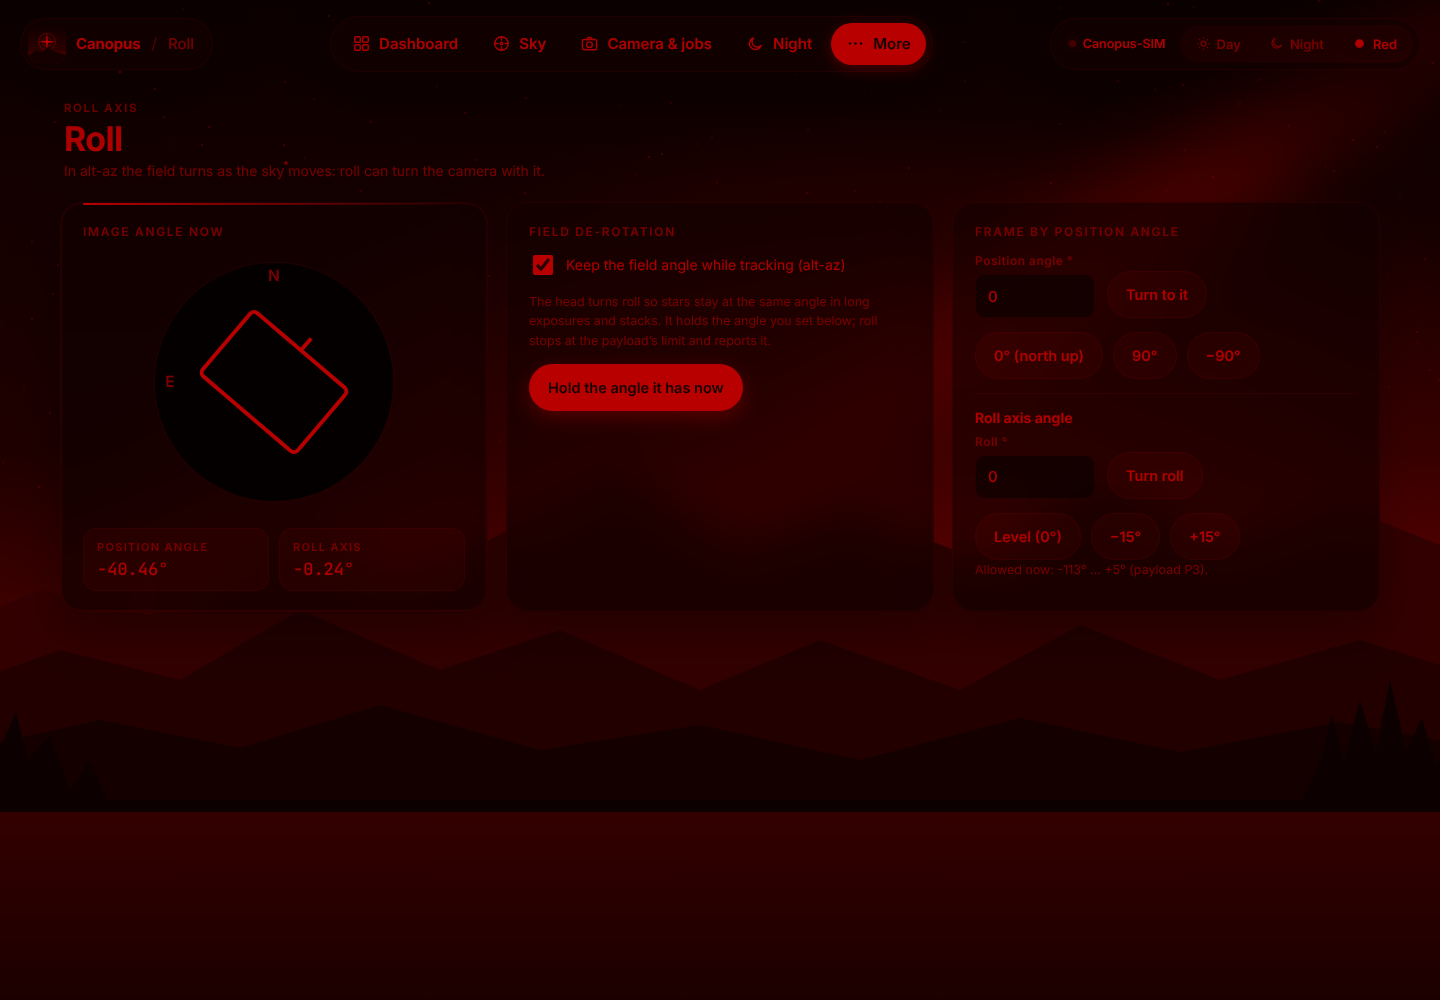 Canopus / Roll
Dashboard
Sky
Camera & jobs
Night
More
Canopus-SIM
Day
Night
Red
ROLL AXIS
Roll
In alt-az the field turns as the sky moves: roll can turn the camera with it.
IMAGE ANGLE NOW
N
E
POSITION ANGLE
-40.46°
ROLL AXIS
-0.24°
FIELD DE-ROTATION
Keep the field angle while tracking (alt-az)
The head turns roll so stars stay at the same angle in long
exposures and stacks. It holds the angle you set below; roll
stops at the payload's limit and reports it.
Hold the angle it has now
FRAME BY POSITION ANGLE
Position angle °
0
Turn to it
0° (north up)
90°
−90°
Roll axis angle
Roll °
0
Turn roll
Level (0°)
−15°
+15°
Allowed now: -113° … +5° (payload P3).